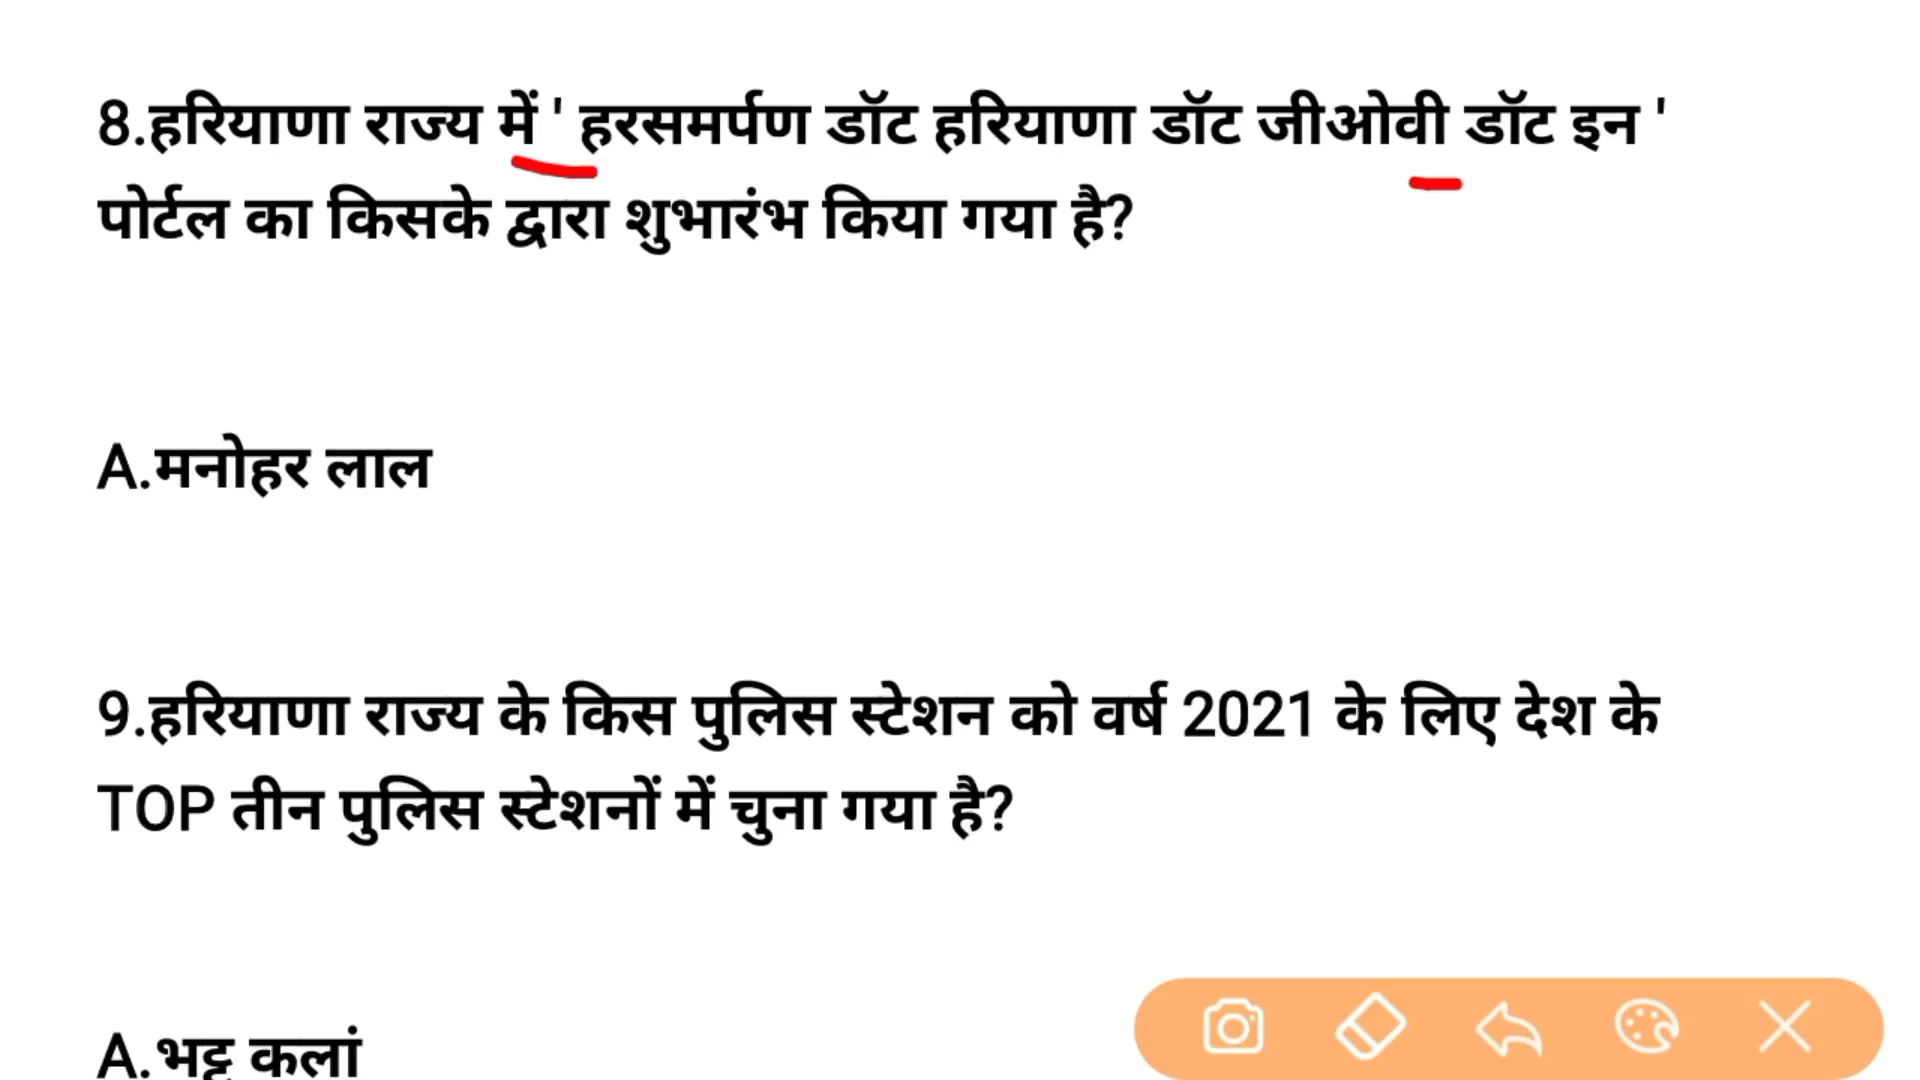 8.हरियाणा राज्य में ' हरसमर्पण डॉट हरियाणा डॉट जीओवी डॉट इन '
पोर्टल का किसके द्वारा शुभारंभ किया गया है?
A.मनोहर लाल
9.हरियाणा राज्य के किस पुलिस स्टेशन को वर्ष 2021 के लिए देश के
TOP तीन पुलिस स्टेशनों में चुना गया है?
A.भट्टू कलां